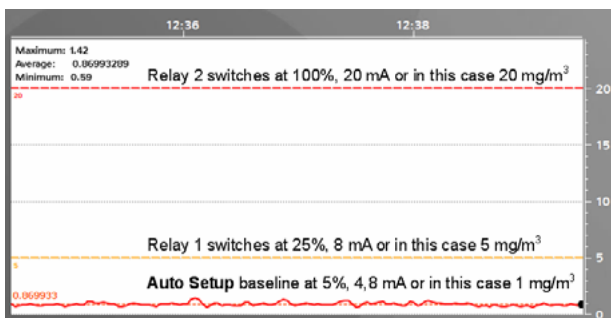 12:36 12:38
Maximum: 1.42
Average: 0.86993289
Minimum: 0.59
Relay 2 switches at 100%, 20 mA or in this case 20 mg/m³
20
20
15
10
Relay 1 switches at 25%, 8 mA or in this case 5 mg/m³
5
5
Auto Setup baseline at 5%, 4,8 mA or in this case 1 mg/m³
0.869933
0